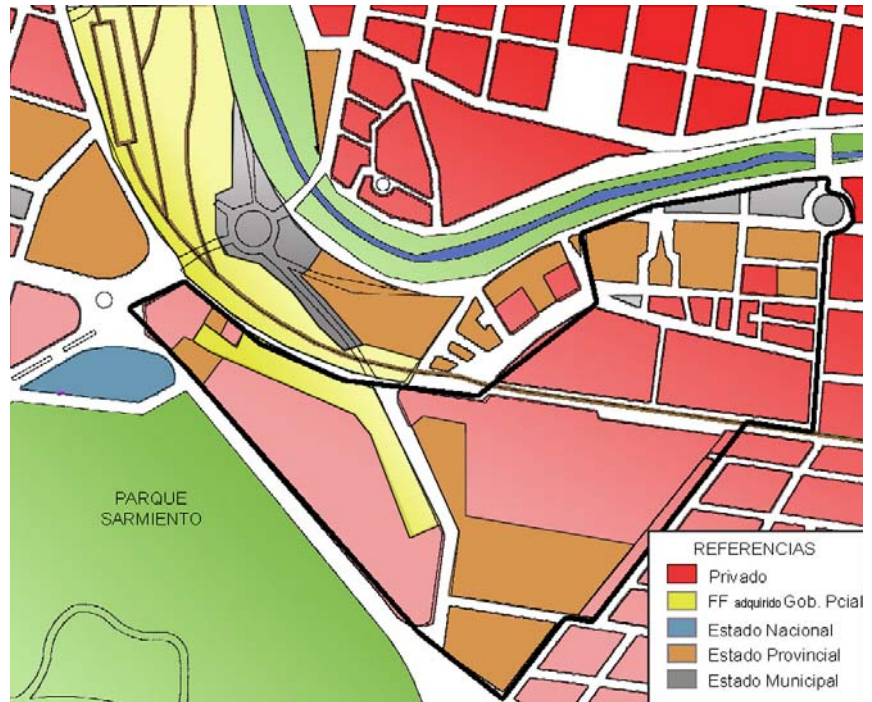 PARQUE
SARMIENTO
REFERENCIAS
Privado
FF adquirido Gob. Pcial
Estado Nacional
Estado Provincial
Estado Municipal